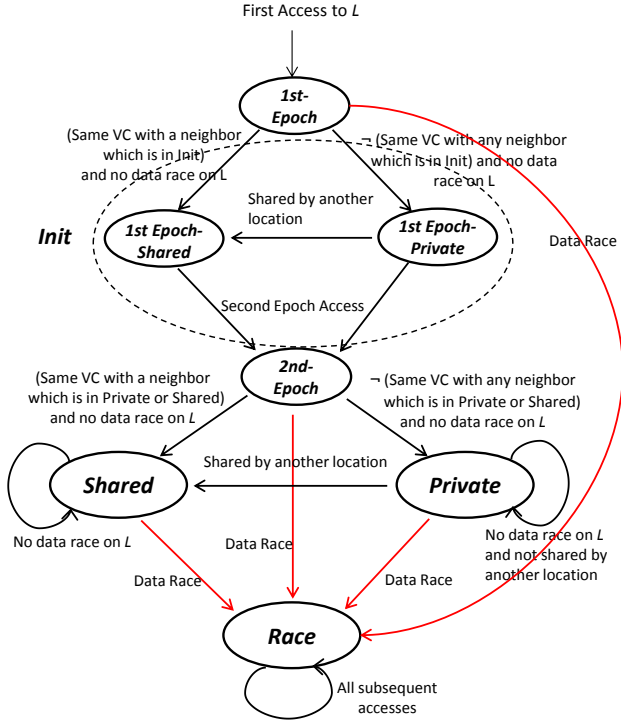 First Access to L
1st-
Epoch
(Same VC with a neighbor
which is in Init)
and no data race on L
¬ (Same VC with any neighbor
which is in Init) and no data
race on L
Shared by another
location
Init
1st Epoch-
Shared
1st Epoch-
Private
Data Race
Second Epoch Access
2nd-
Epoch
(Same VC with a neighbor
which is in Private or Shared)
and no data race on L
¬ (Same VC with any neighbor
which is in Private or Shared)
and no data race on L
Shared by another location
Shared
Private
No data race on L
No data race on L
and not shared by
another location
Data Race
Data Race
Data Race
Race
All subsequent
accesses